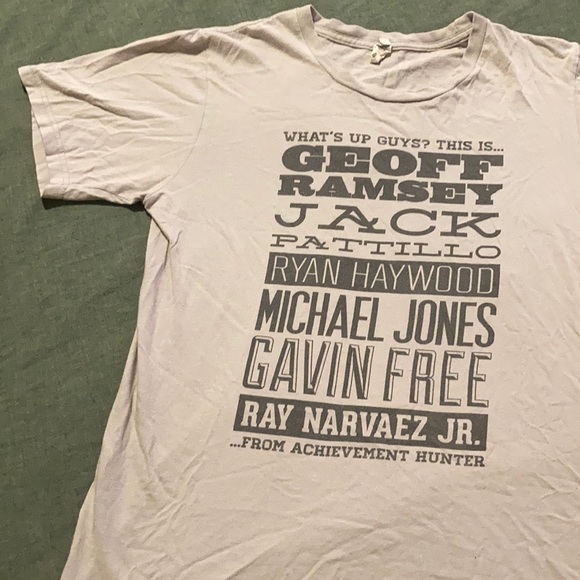 WHAT'S UP GUYS? THIS IS...
GEOFF
RAMSEY
JACK
PATTILLO
RYAN HAYWOOD
MICHAEL JONES
GAVIN FREE
RAY NARVAEZ JR.
...FROM ACHIEVEMENT HUNTER